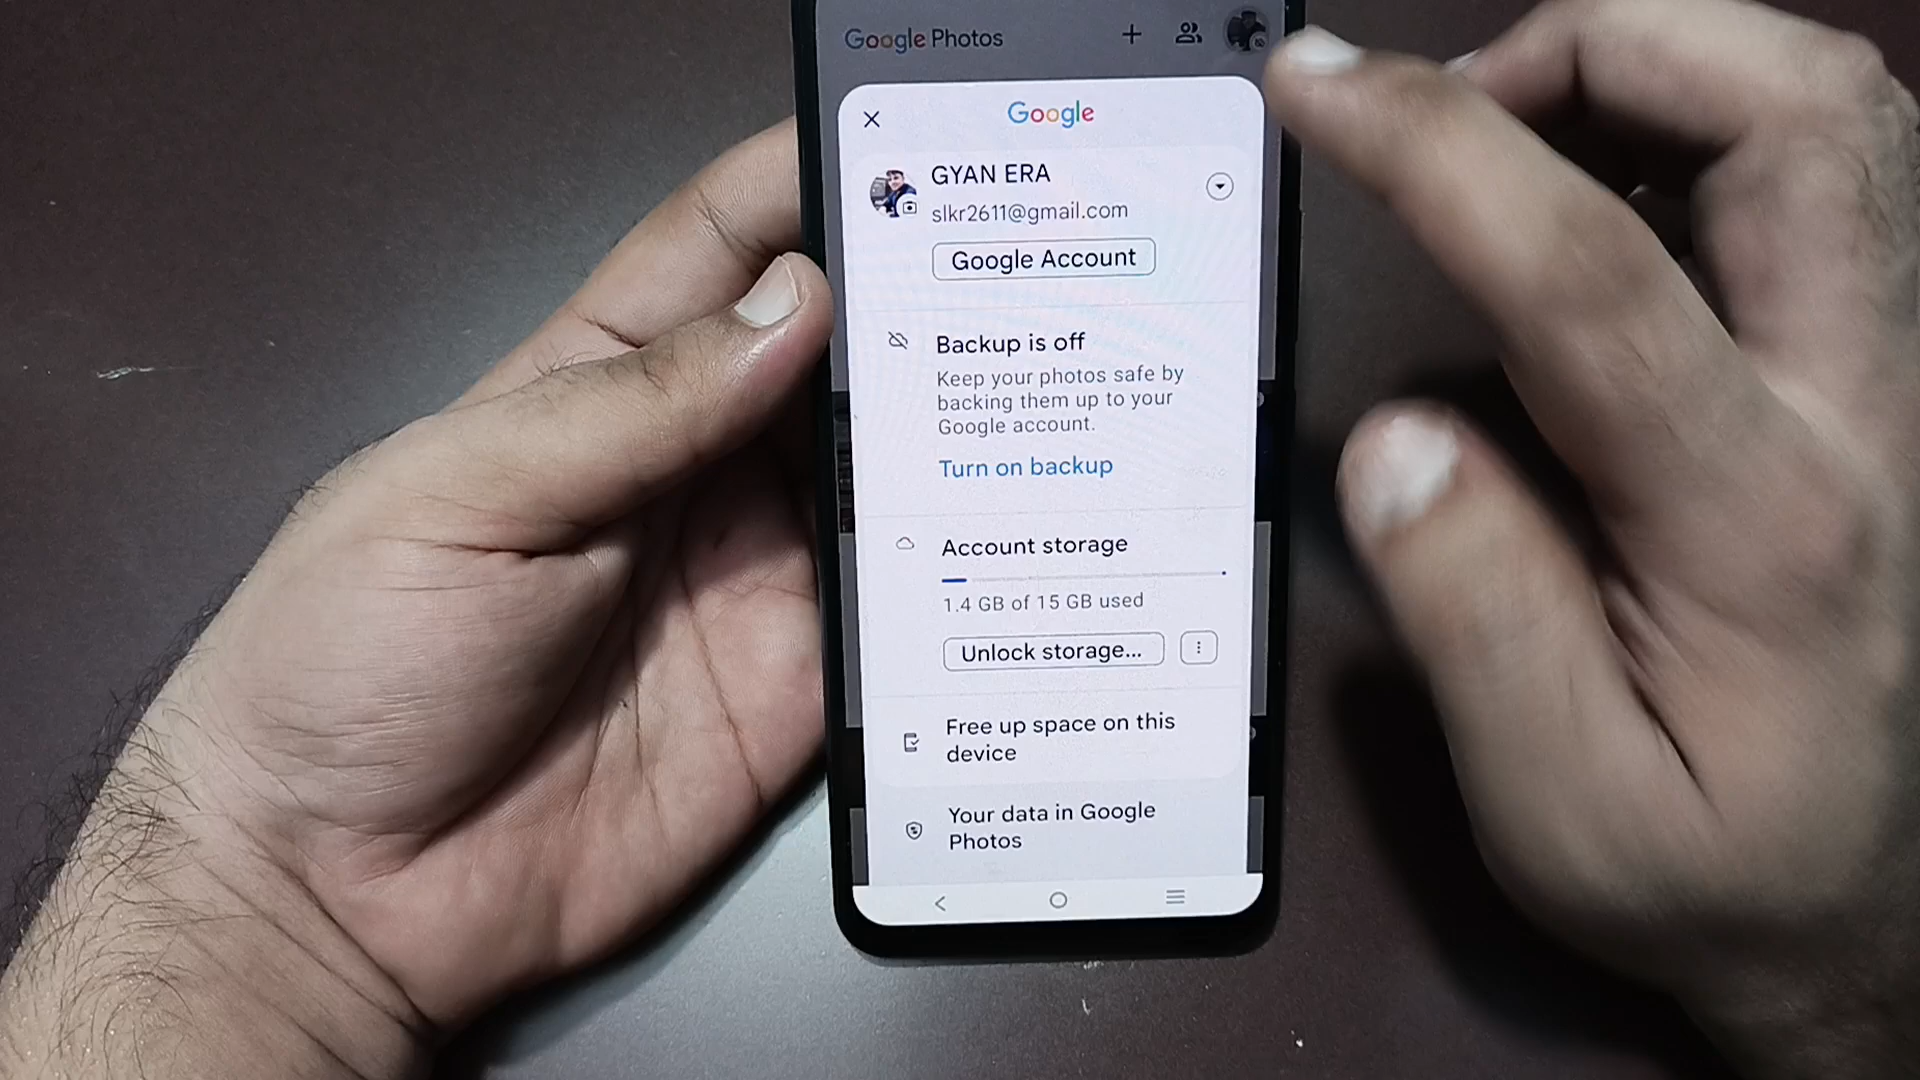 Google Photos
Google
GYAN ERA
slkr2611@gmail.com
Google Account
Backup is off
Keep your photos safe by
backing them up to your
Google account.
Turn on backup
Account storage
1.4 GB of 15 GB used
Unlock storage...
Free up space on this
device
Your data in Google
Photos